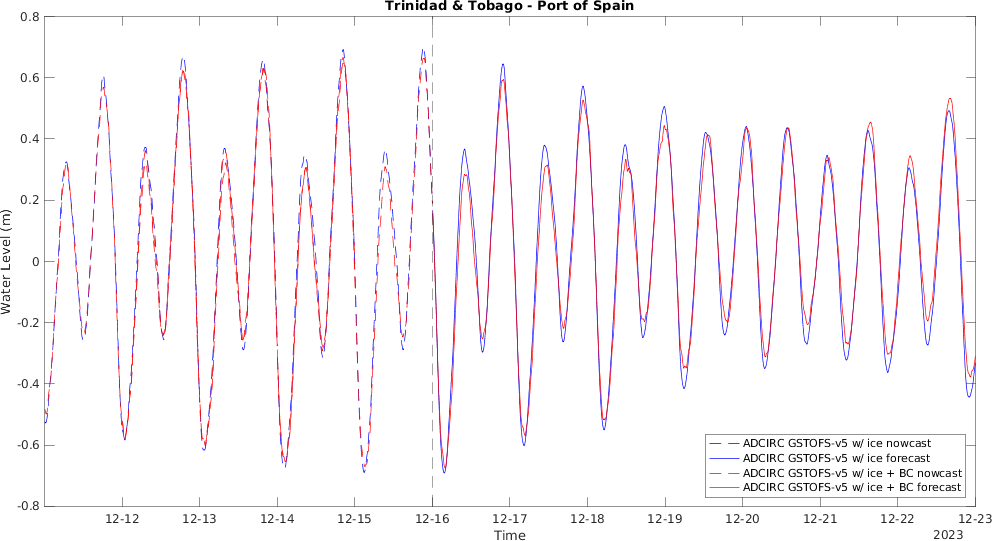 Trinidad & Tobago - Port of Spain
0.8
0.6
0.4
0.2
0
-0.2
-0.4
-0.6
-0.8
Water Level (m)
12-12 12-13 12-14 12-15 12-16 12-17 12-18 12-19 12-20 12-21 12-22 12-23
Time
2023
ADCIRC GSTOFS-v5 w/ ice nowcast
ADCIRC GSTOFS-v5 w/ ice forecast
ADCIRC GSTOFS-v5 w/ ice + BC nowcast
ADCIRC GSTOFS-v5 w/ ice + BC forecast